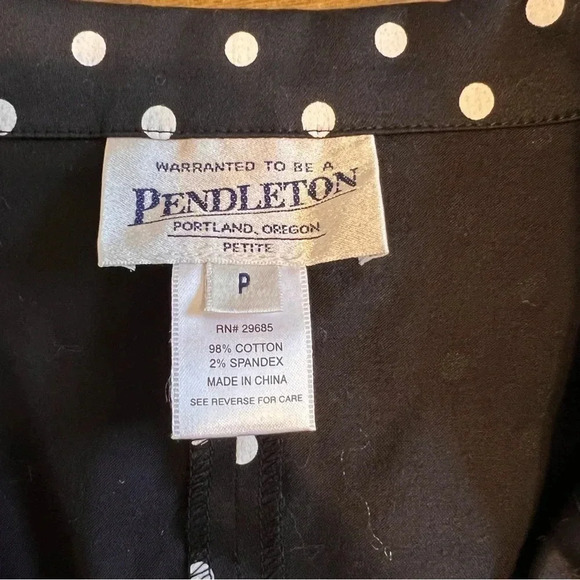 WARRANTED TO BE A
PENDLETON
PORTLAND, OREGON
PETITE
P
RN# 29685
98% COTTON
2% SPANDEX
MADE IN CHINA
SEE REVERSE FOR CARE